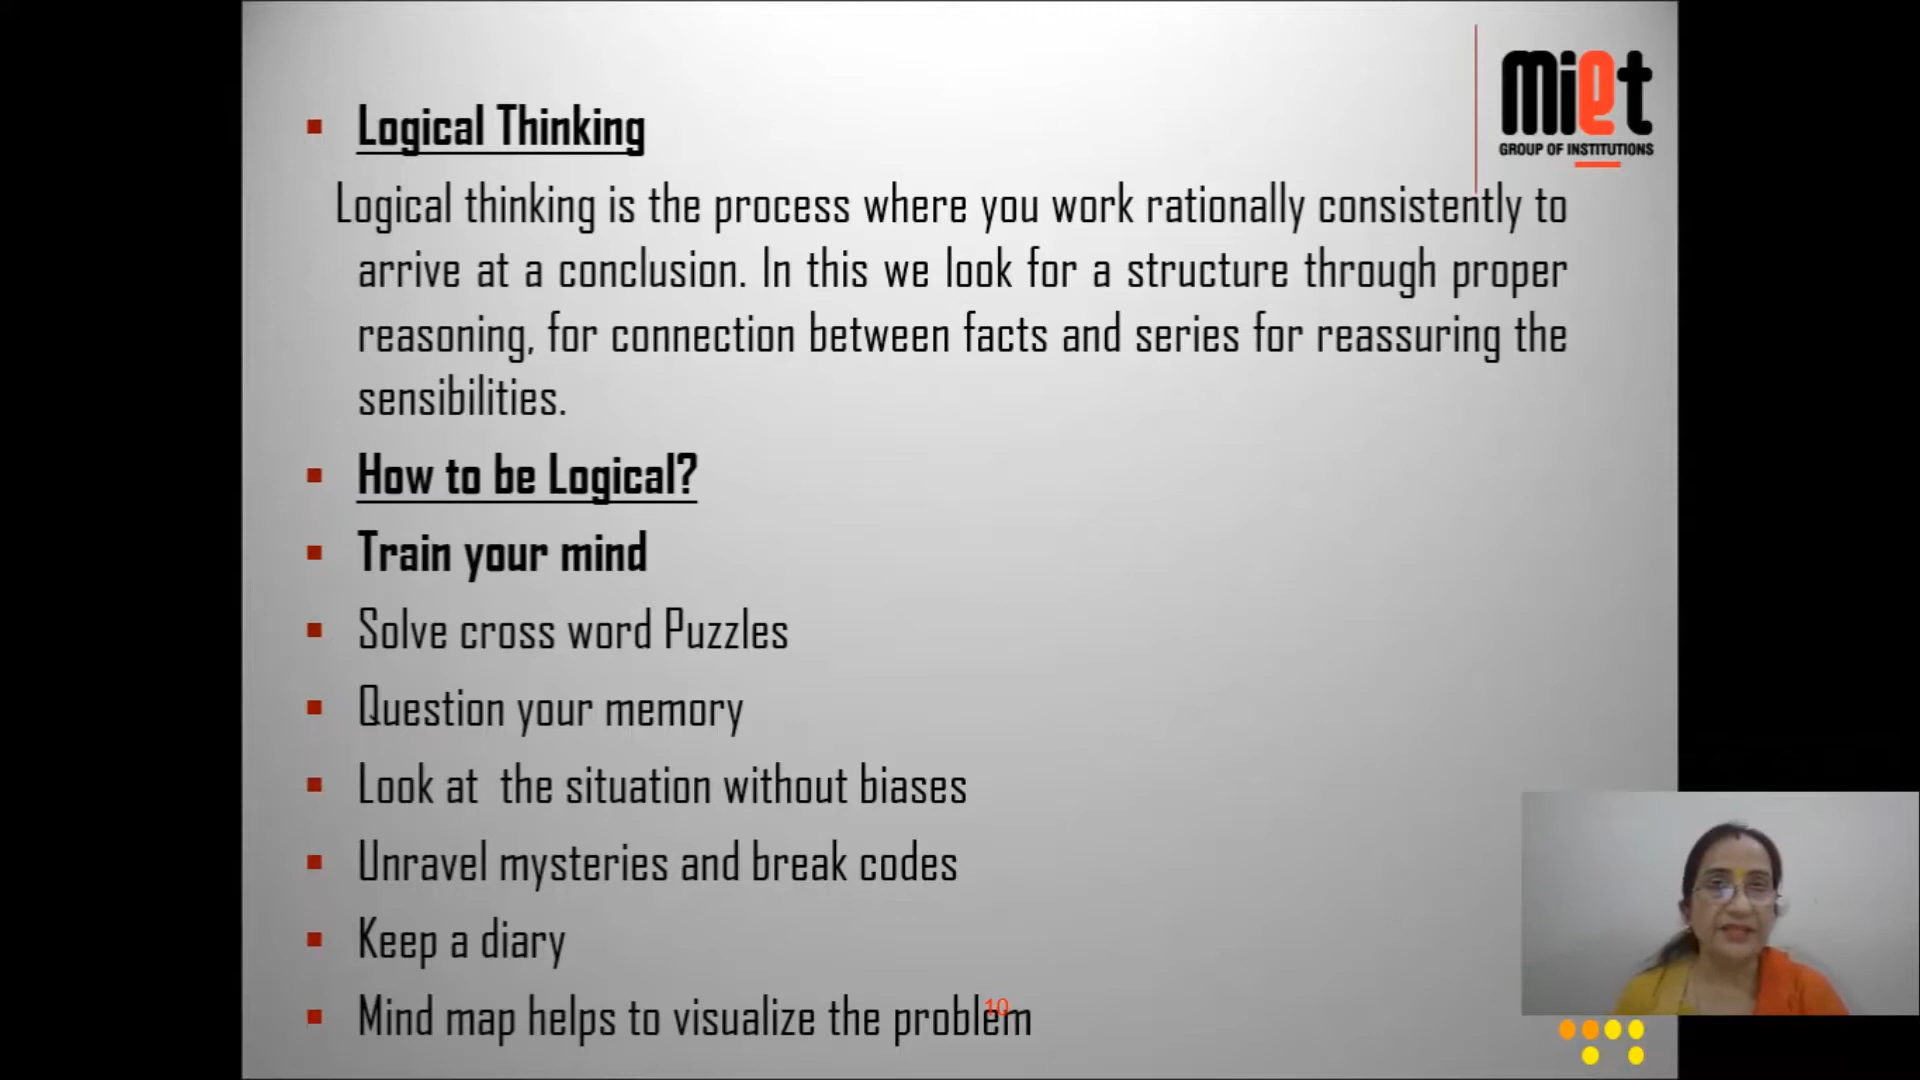 miet
GROUP OF INSTITUTIONS
Logical Thinking
Logical thinking is the process where you work rationally consistently to
arrive at a conclusion. In this we look for a structure through proper
reasoning, for connection between facts and series for reassuring the
sensibilities.
How to be Logical?
Train your mind
Solve cross word Puzzles
Question your memory
Look at  the situation without biases
Unravel mysteries and break codes
Keep a diary
Mind map helps to visualize the problem
10